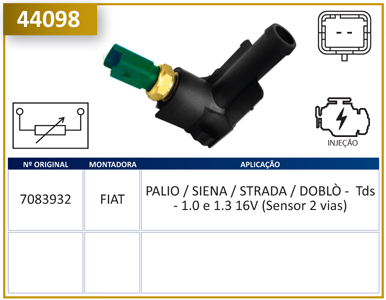 44098
INJEÇÃO
Nº ORIGINAL MONTADORA APLICAÇÃO
7083932 FIAT PALIO / SIENA / STRADA / DOBLÒ - Tds
- 1.0 e 1.3 16V (Sensor 2 vias)